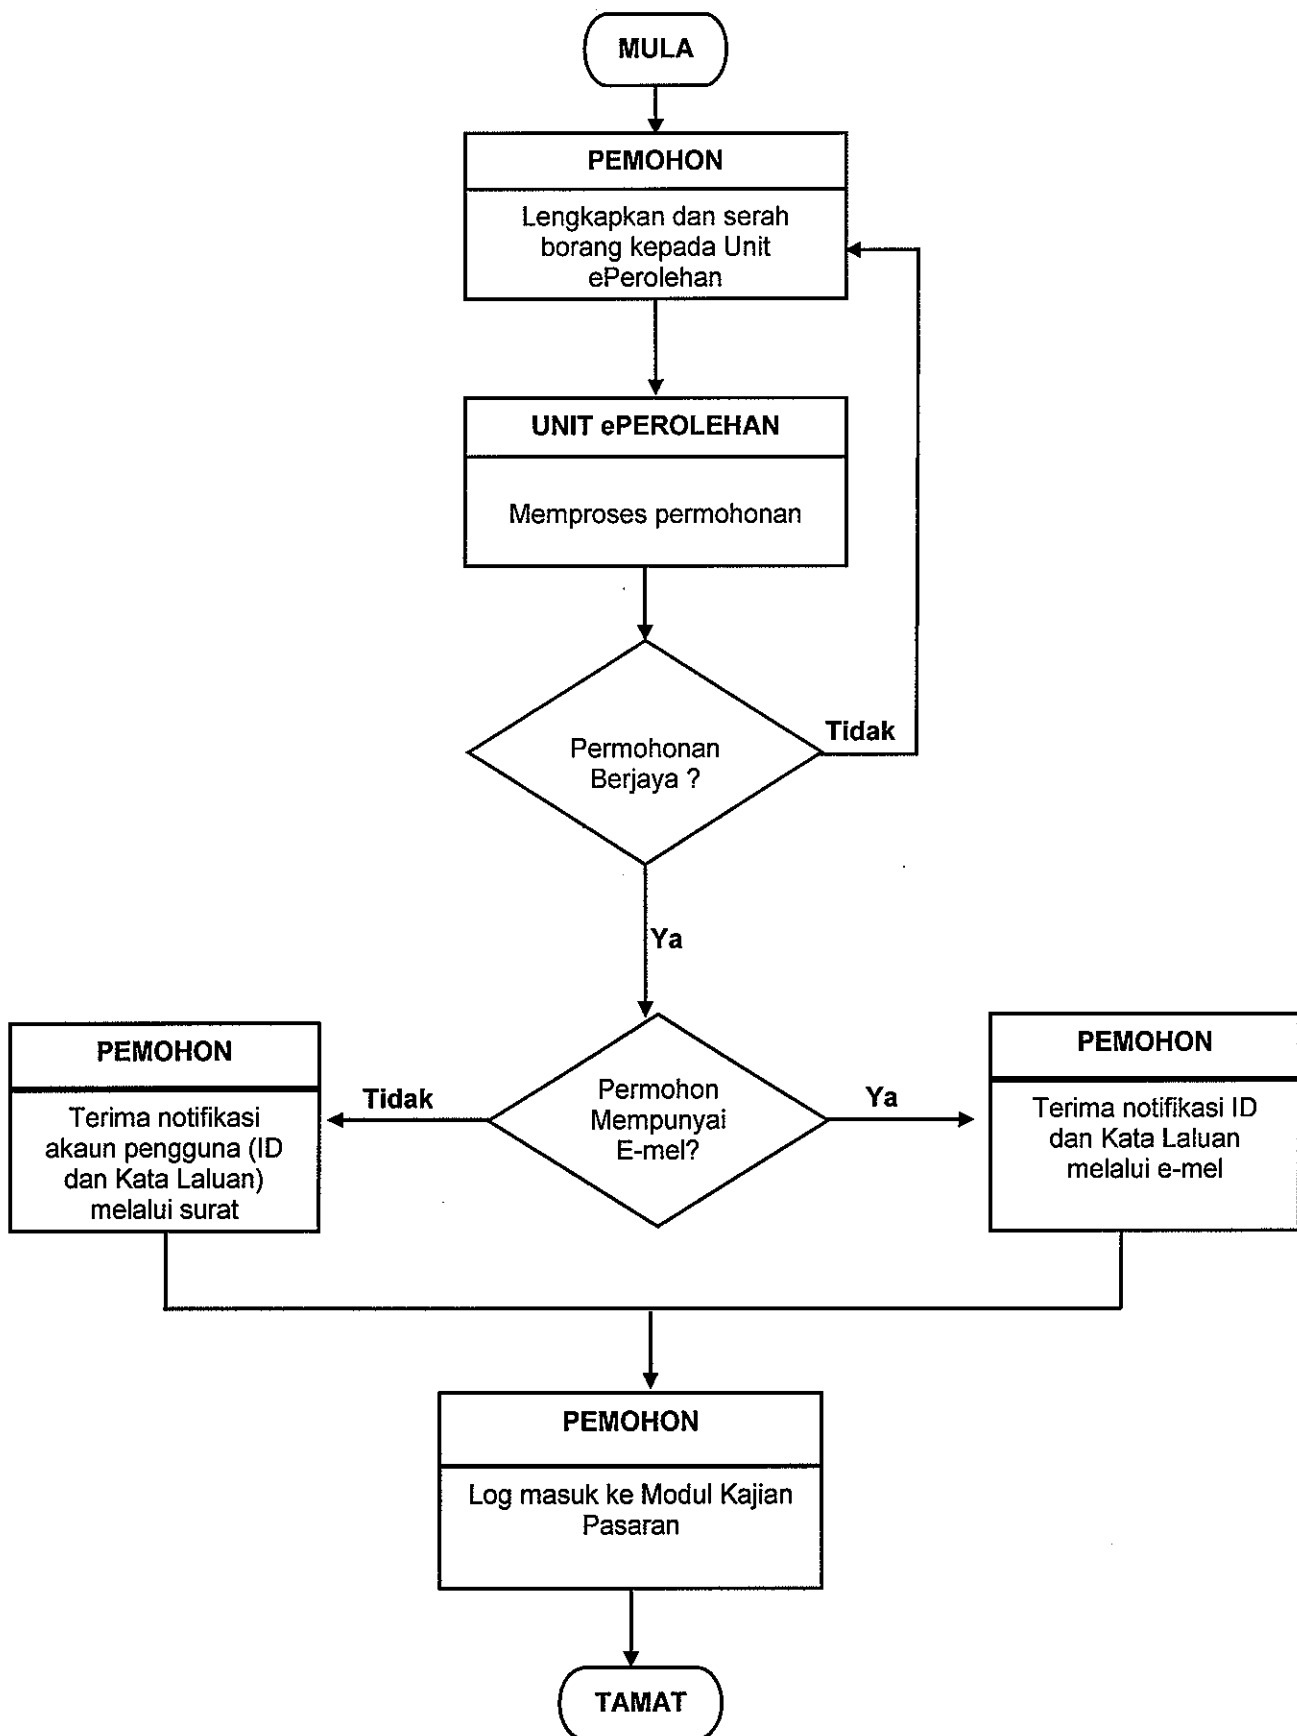 MULA
PEMOHON
Lengkapkan dan serah
borang kepada Unit
ePerolehan
UNIT ePEROLEHAN
Memproses permohonan
Permohonan
Berjaya ?
Tidak
Ya
PEMOHON
Terima notifikasi
akaun pengguna (ID
dan Kata Laluan)
melalui surat
Tidak
Permohon
Mempunyai
E-mel?
Ya
PEMOHON
Terima notifikasi ID
dan Kata Laluan
melalui e-mel
PEMOHON
Log masuk ke Modul Kajian
Pasaran
TAMAT